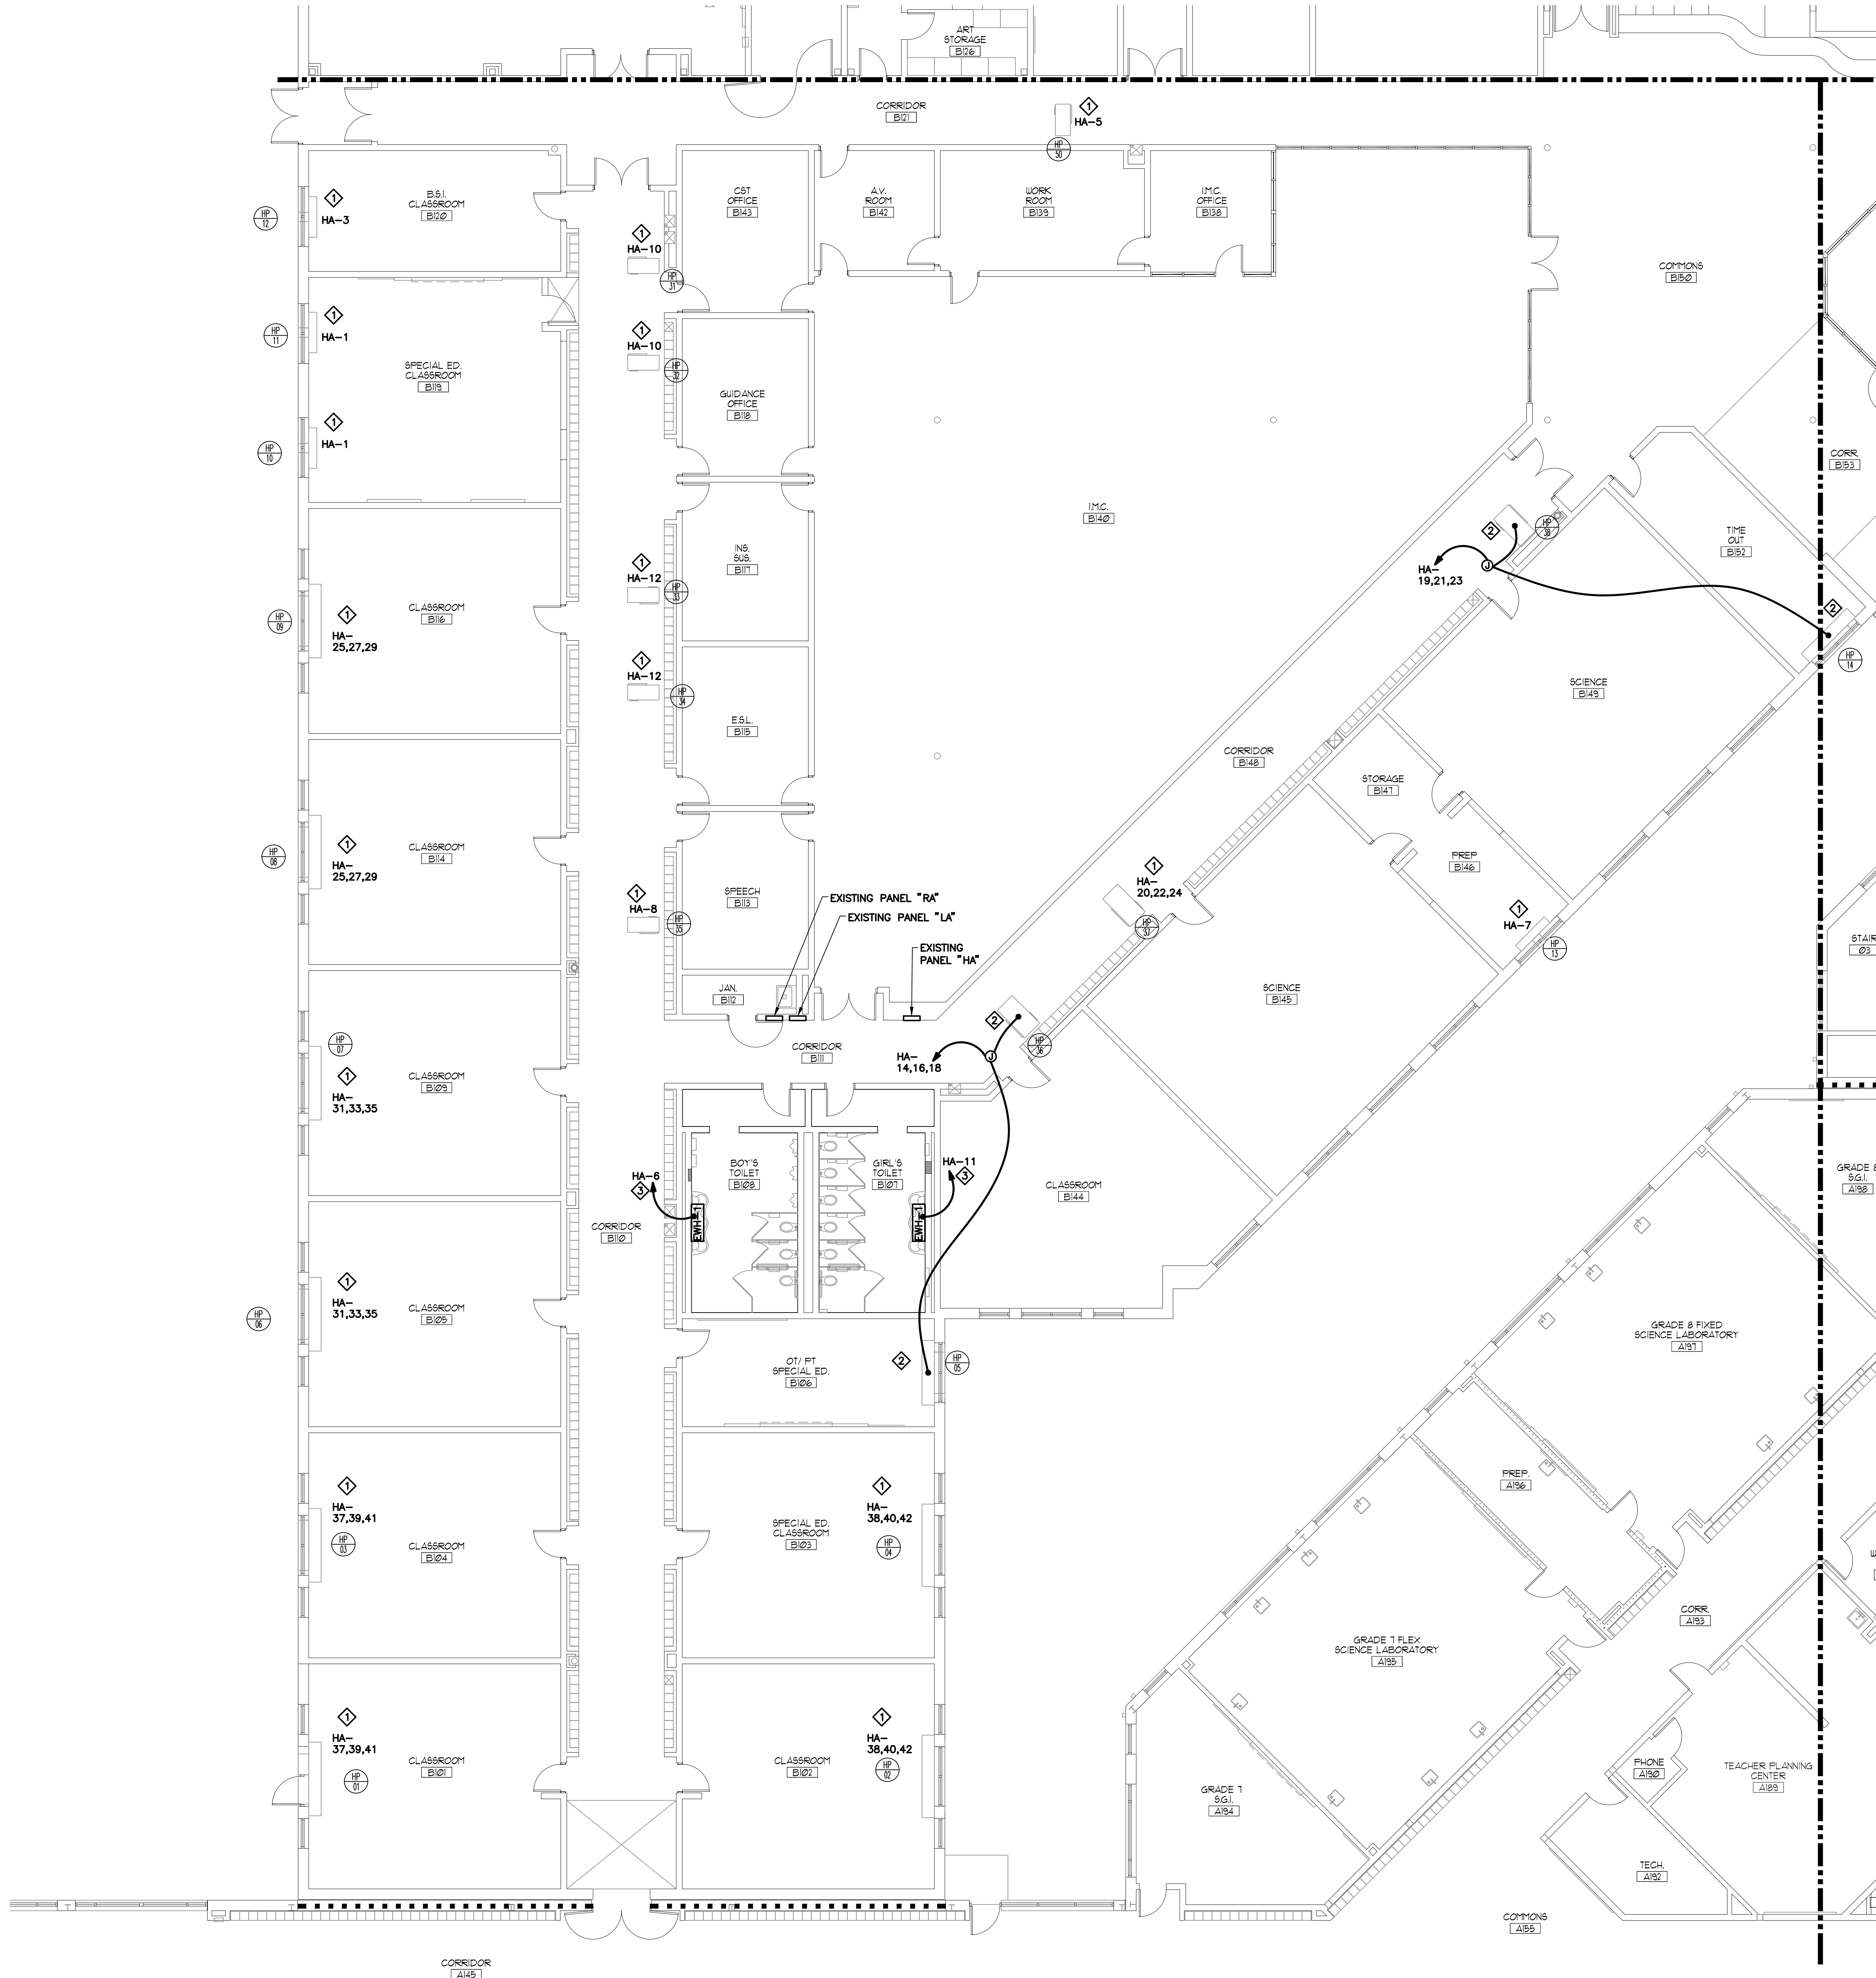 ART
STORAGE
B126
CORRIDOR
B121
1
HA-5
HP
50
B.S.I.
CLASSROOM
B120
1
HA-3
HP
12
CST
OFFICE
B143
A.V.
ROOM
B142
WORK
ROOM
B139
I.M.C.
OFFICE
B138
1
HA-10
HP
31
COMMONS
B150
1
HA-1
HP
11
1
HA-10
HP
32
SPECIAL ED.
CLASSROOM
B119
GUIDANCE
OFFICE
B118
1
HA-1
HP
10
CORR.
B153
I.M.C.
B140
2
HP
38
TIME
OUT
B152
INS.
SUS.
B117
1
HA-12
HP
33
HA-
19,21,23
J
2
HP
14
CLASSROOM
B116
1
HA-
25,27,29
HP
09
1
HA-12
HP
34
SCIENCE
B149
E.S.L.
B115
CORRIDOR
B148
STORAGE
B147
CLASSROOM
B114
1
HA-
25,27,29
HP
08
PREP
B146
1
HA-
20,22,24
HP
37
1
HA-8
HP
35
SPEECH
B113
EXISTING PANEL "RA"
EXISTING PANEL "LA"
EXISTING
PANEL "HA"
1
HA-7
HP
13
STAIR
03
JAN.
B112
SCIENCE
B145
2
HP
36
HP
07
CORRIDOR
B111
HA-
14,16,18
J
CLASSROOM
B109
1
HA-
31,33,35
BOY'S
TOILET
B108
GIRL'S
TOILET
B107
HA-6
3
EWH-1
HA-11
3
EWH-1
CLASSROOM
B144
GRADE 8
S.G.I.
A198
CORRIDOR
B110
1
HA-
31,33,35
HP
06
CLASSROOM
B105
GRADE 8 FIXED
SCIENCE LABORATORY
A197
OT/ PT
SPECIAL ED.
B106
2
HP
05
PREP.
A196
1
HA-
37,39,41
HP
03
CLASSROOM
B104
SPECIAL ED.
CLASSROOM
B103
1
HA-
38,40,42
HP
04
CORR.
A193
GRADE 7 FLEX
SCIENCE LABORATORY
A195
1
HA-
37,39,41
HP
01
CLASSROOM
B101
CLASSROOM
B102
1
HA-
38,40,42
HP
02
PHONE
A190
TEACHER PLANNING
CENTER
A189
GRADE 7
S.G.I.
A194
TECH.
A192
COMMONS
A155
CORRIDOR
A145